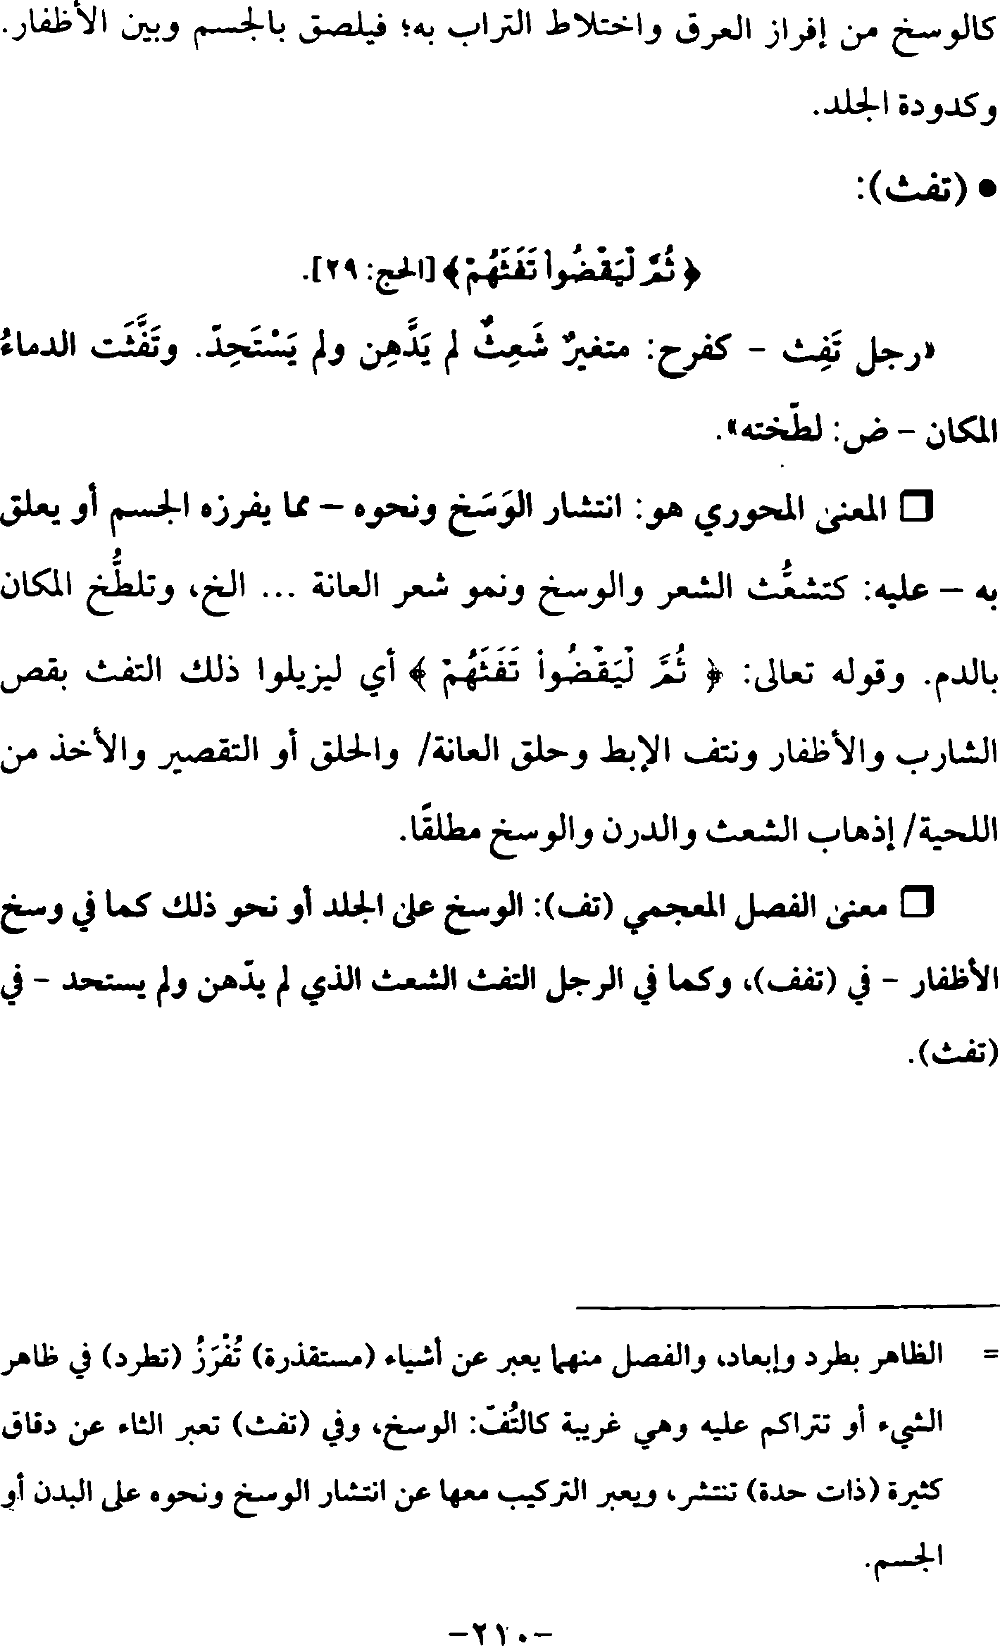 كالوسخ من إفراز العرق واختلاط التراب به؛ فيلصق بالجسم وبين الأظفار.
وكدودة الجلد.
● (تفث):
﴿ ثُمَّ لْيَقْضُوا تَفَثَهُمْ ﴾ [الحج: ٢٩].
«رجل تَفِث – كفرح: متغيرٌ شَعِثٌ لم يَدَّهِن ولم يَسْتَحِدّ. وتَفَّثَت الدماءُ
المكان – ض: لطّخته».
❒ المعنى المحوري هو: انتشار الوَسَخ ونحوه – مما يفرزه الجسم أو يعلق
به – عليه: كتشعُّث الشعر والوسخ ونمو شعر العانة ... الخ، وتلطُّخ المكان
بالدم. وقوله تعالى: ﴿ ثُمَّ لْيَقْضُوا تَفَثَهُمْ ﴾ أي ليزيلوا ذلك التفث بقص
الشارب والأظفار ونتف الإبط وحلق العانة/ والحلق أو التقصير والأخذ من
اللحية/ إذهاب الشعث والدرن والوسخ مطلقًا.
❒ معنى الفصل المعجمي (تف): الوسخ على الجلد أو نحو ذلك كما في وسخ
الأظفار – في (تفف)، وكما في الرجل التفث الشعث الذي لم يدّهن ولم يستحد – في
(تفث).
= الظاهر بطرد وإبعاد، والفصل منهما يعبر عن أشياء (مستقذرة) تُفْرَزُ (تطرد) في ظاهر
الشيء أو تتراكم عليه وهي غريبة كالتُفّ: الوسخ، وفي (تفث) تعبر الثاء عن دقاق
كثيرة (ذات حدة) تنتشر، ويعبر التركيب معها عن انتشار الوسخ ونحوه على البدن أو
الجسم.
-٢١٠-